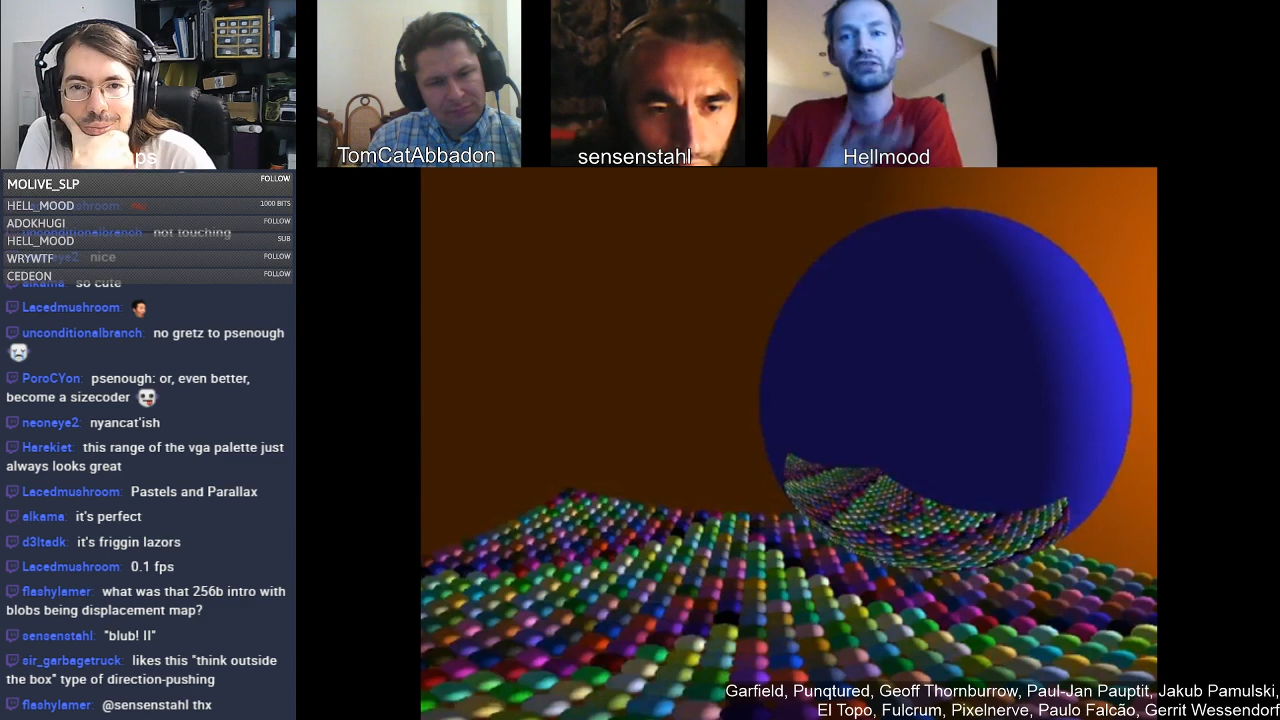 ps
TomCatAbbadon
sensenstahl
Hellmood
MOLIVE_SLP FOLLOW
HELL_MOOD 1000 BITS
ADOKHUGI FOLLOW
unconditionalbranch: not touching
HELL_MOOD SUB
WRYWTF FOLLOW
nice
CEDEON FOLLOW
alkama: so cute
Lacedmushroom:
unconditionalbranch: no gretz to psenough
PoroCYon: psenough: or, even better,
become a sizecoder
neoneye2: nyancat'ish
Harekiet: this range of the vga palette just
always looks great
Lacedmushroom: Pastels and Parallax
alkama: it's perfect
d3ltadk: it's friggin lazors
Lacedmushroom: 0.1 fps
flashylamer: what was that 256b intro with
blobs being displacement map?
sensenstahl: "blub! II"
sir_garbagetruck: likes this "think outside
the box" type of direction-pushing
flashylamer: @sensenstahl thx
Garfield, Punqtured, Geoff Thornburrow, Paul-Jan Pauptit, Jakub Pamulski,
El Topo, Fulcrum, Pixelnerve, Paulo Falcão, Gerrit Wessendorf